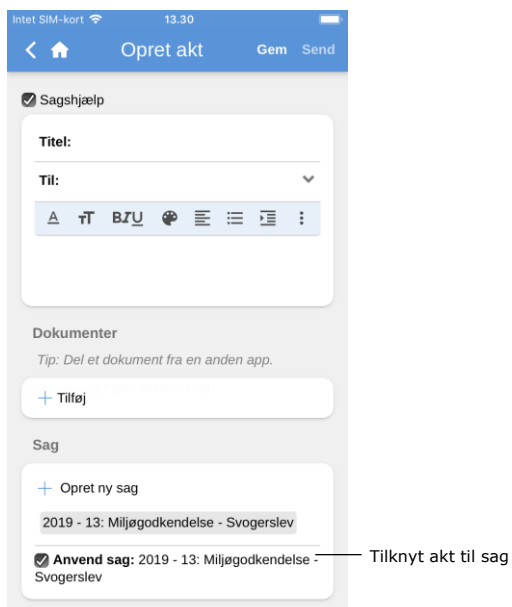 Intet SIM-kort 13.30
Opret akt Gem Send
Sagshjælp
Titel:
Til:
A TT BIU
Dokumenter
Tip: Del et dokument fra en anden app.
+ Tilføj
Sag
+ Opret ny sag
2019 - 13: Miljøgodkendelse - Svogerslev
Anvend sag: 2019 - 13: Miljøgodkendelse -
Svogerslev
Tilknyt akt til sag